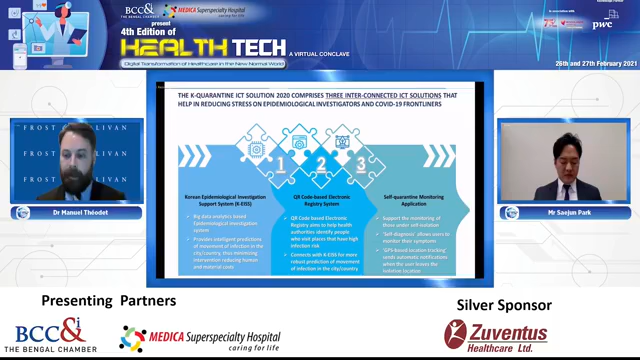 BCC&i
THE BENGAL CHAMBER
MEDICA Superspecialty Hospital
caring for life
present
4th Edition of
HEALTH TECH
A VIRTUAL CONCLAVE
Digital Transformation of Healthcare in the New Normal World
pwc
26th and 27th February 2021
THE K-QUARANTINE ICT SOLUTION 2020 COMPRISES THREE INTER-CONNECTED ICT SOLUTIONS THAT
HELP IN REDUCING STRESS ON EPIDEMIOLOGICAL INVESTIGATORS AND COVID-19 FRONTLINERS
1
2
3
Korean Epidemiological Investigation
Support System (K-EISS)
Big data analytics based
Epidemiological investigation
system
Provides intelligent predictions
of movement of infection in the
city/country, thus minimizing
intervention reducing human
and material costs
QR Code-based Electronic
Registry System
QR Code based Electronic
Registry aims to help health
authorities identify people
who visit places that have high
infection risk
Connects with K-EISS for more
robust prediction of movement
of infection in the city/country
Self-quarantine Monitoring
Application
Support the monitoring of
those under self-isolation
'Self-diagnosis' allows users to
monitor their symptoms
'GPS-based location tracking'
sends automatic notifications
when the user leaves the
isolation location
FROST SULLIVAN
FROST SULLIVAN
FROST SULLIVAN
Dr Manuel Théodet
Mr Saejun Park
Presenting Partners
BCC&i
THE BENGAL CHAMBER
MEDICA Superspecialty Hospital
caring for life
Silver Sponsor
Zuventus
Healthcare Ltd.